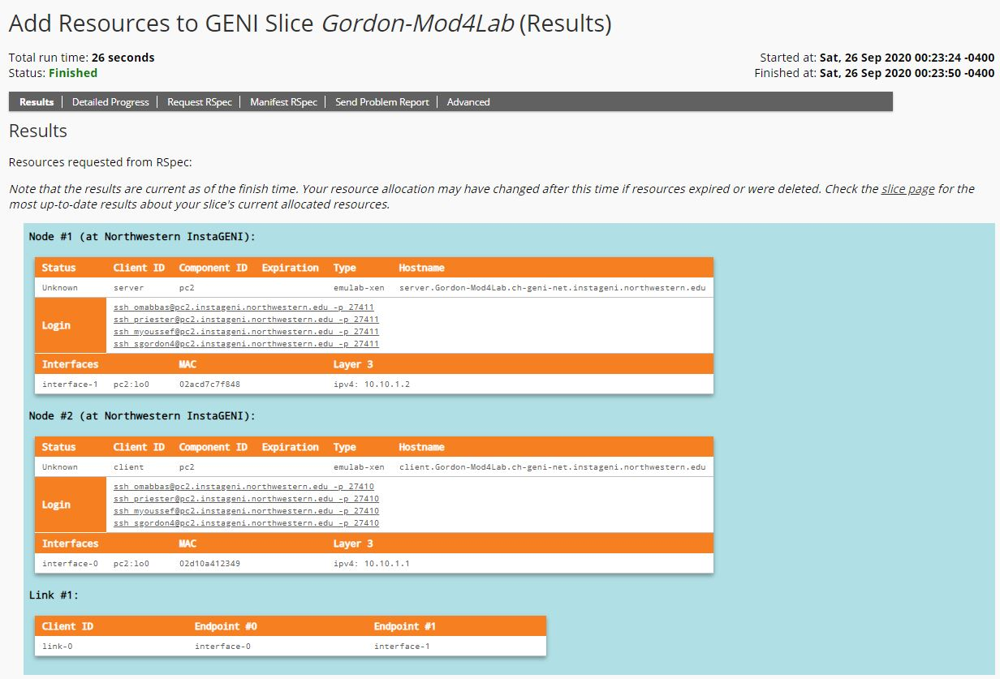 Add Resources to GENI Slice Gordon-Mod4Lab (Results)
Total run time: 26 seconds
Status: Finished
Started at: Sat, 26 Sep 2020 00:23:24 -0400
Finished at: Sat, 26 Sep 2020 00:23:50 -0400
Results | Detailed Progress | Request RSpec | Manifest RSpec | Send Problem Report | Advanced
Results
Resources requested from RSpec:
Note that the results are current as of the finish time. Your resource allocation may have changed after this time if resources expired or were deleted. Check the slice page for the
most up-to-date results about your slice's current allocated resources.
Node #1 (at Northwestern InstaGENI):
Status Client ID Component ID Expiration Type Hostname
Unknown server pc2 emulab-xen server.Gordon-Mod4Lab.ch-geni-net.instageni.northwestern.edu
Login
ssh omabbas@pc2.instageni.northwestern.edu -p 27411
ssh priester@pc2.instageni.northwestern.edu -p 27411
ssh myoussef@pc2.instageni.northwestern.edu -p 27411
ssh sgordon4@pc2.instageni.northwestern.edu -p 27411
Interfaces MAC Layer 3
interface-1 pc2:lo0 02acd7c7f848 ipv4: 10.10.1.2
Node #2 (at Northwestern InstaGENI):
Status Client ID Component ID Expiration Type Hostname
Unknown client pc2 emulab-xen client.Gordon-Mod4Lab.ch-geni-net.instageni.northwestern.edu
Login
ssh omabbas@pc2.instageni.northwestern.edu -p 27410
ssh priester@pc2.instageni.northwestern.edu -p 27410
ssh myoussef@pc2.instageni.northwestern.edu -p 27410
ssh sgordon4@pc2.instageni.northwestern.edu -p 27410
Interfaces MAC Layer 3
interface-0 pc2:lo0 02d10a412349 ipv4: 10.10.1.1
Link #1:
Client ID Endpoint #0 Endpoint #1
link-0 interface-0 interface-1